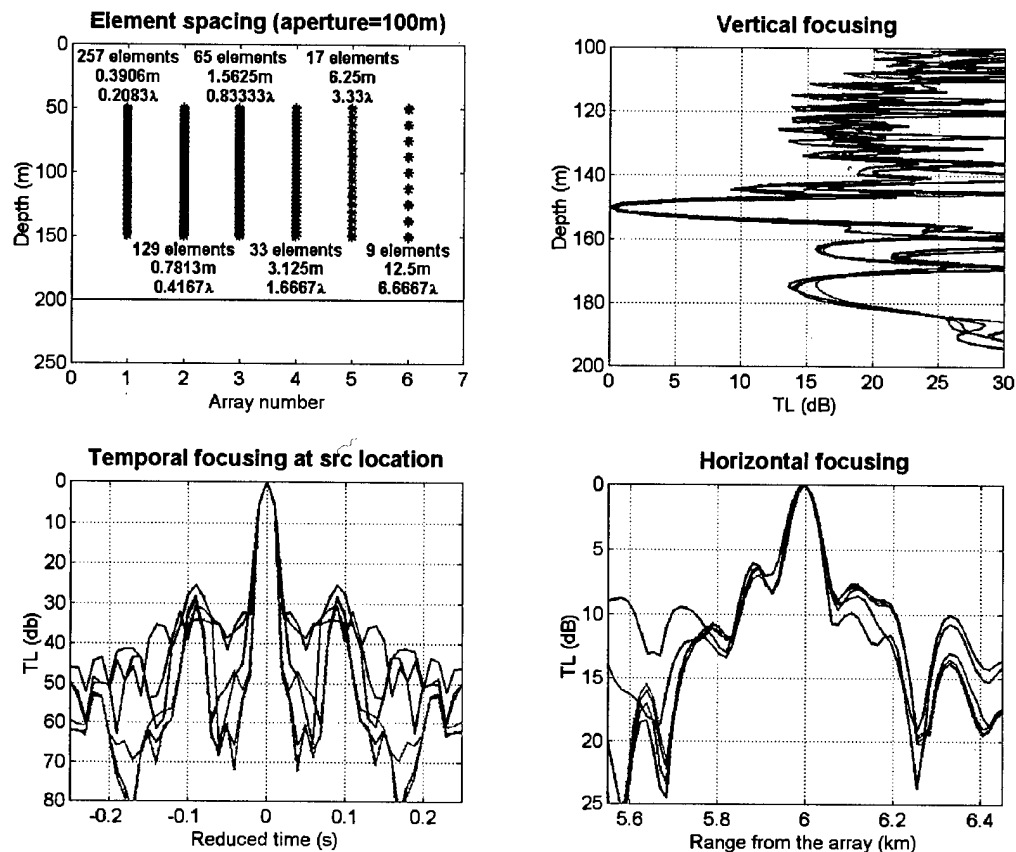 Element spacing (aperture=100m)
257 elements
0.3906m
0.2083λ
65 elements
1.5625m
0.83333λ
17 elements
6.25m
3.33λ
129 elements
0.7813m
0.4167λ
33 elements
3.125m
1.6667λ
9 elements
12.5m
6.6667λ
0
50
100
150
200
250
Depth (m)
0 1 2 3 4 5 6 7
Array number
Vertical focusing
100
120
140
160
180
200
Depth (m)
0 5 10 15 20 25 30
TL (dB)
Temporal focusing at src location
0
10
20
30
40
50
60
70
80
TL (db)
-0.2 -0.1 0 0.1 0.2
Reduced time (s)
Horizontal focusing
0
5
10
15
20
25
TL (dB)
5.6 5.8 6 6.2 6.4
Range from the array (km)